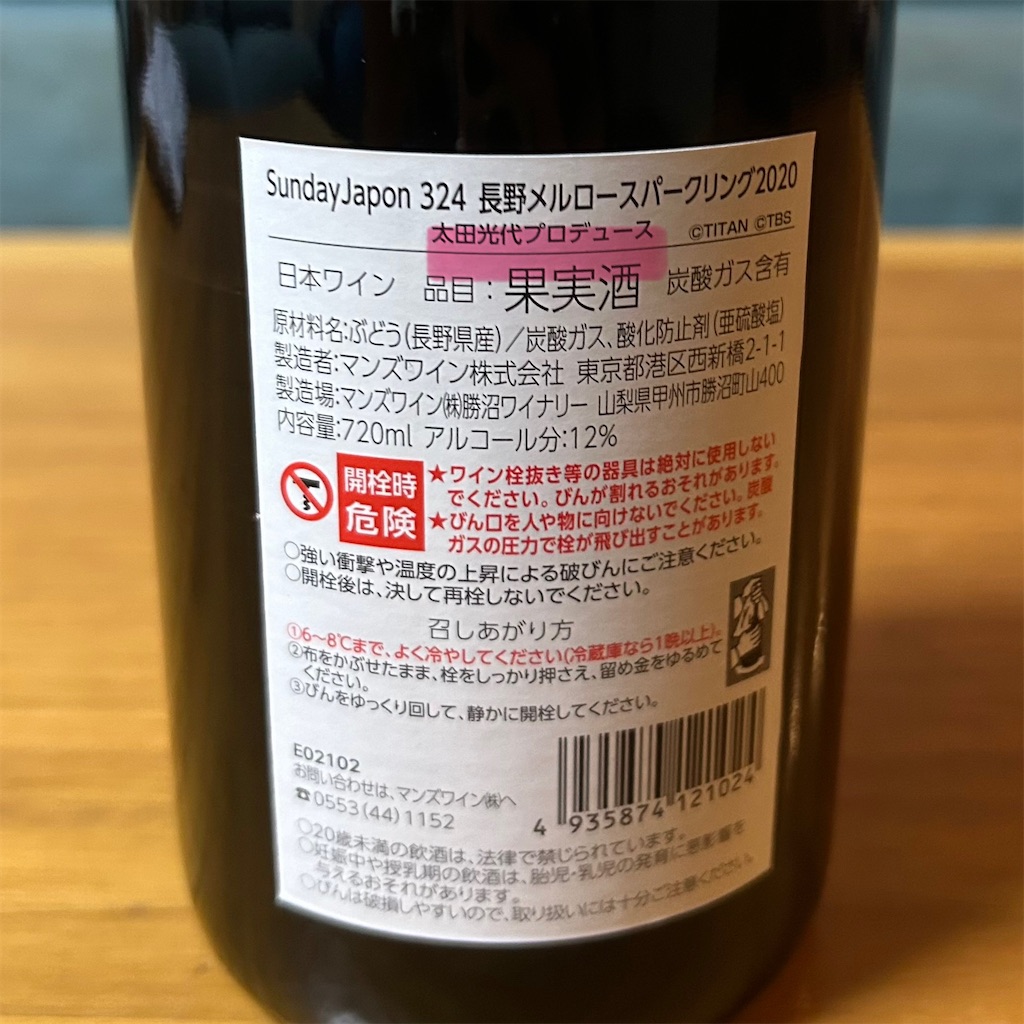 SundayJapon 324 長野メルロースパークリング2020
太田光代プロデュース ©TITAN ©TBS
日本ワイン 品目:果実酒 炭酸ガス含有
原材料名:ぶどう(長野県産)/炭酸ガス、酸化防止剤(亜硫酸塩)
製造者:マンズワイン株式会社 東京都港区西新橋2-1-1
製造場:マンズワイン㈱勝沼ワイナリー 山梨県甲州市勝沼町山400
内容量:720ml アルコール分:12%
開栓時
危険
★ワイン栓抜き等の器具は絶対に使用しない
でください。びんが割れるおそれがあります。
★びん口を人や物に向けないでください。炭酸
ガスの圧力で栓が飛び出すことがあります。
○強い衝撃や温度の上昇による破びんにご注意ください。
○開栓後は、決して再栓しないでください。
召しあがり方
①6〜8℃まで、よく冷やしてください(冷蔵庫なら1晩以上)。
②布をかぶせたまま、栓をしっかり押さえ、留め金をゆるめて
ください。
③びんをゆっくり回して、静かに開栓してください。
E02102
お問い合わせは、マンズワイン㈱へ
☎0553(44)1152
4 935874 121024
○20歳未満の飲酒は、法律で禁じられています。
○妊娠中や授乳期の飲酒は、胎児・乳児の発育に悪影響を
与えるおそれがあります。
○びんは破損しやすいので、取り扱いには十分ご注意ください。